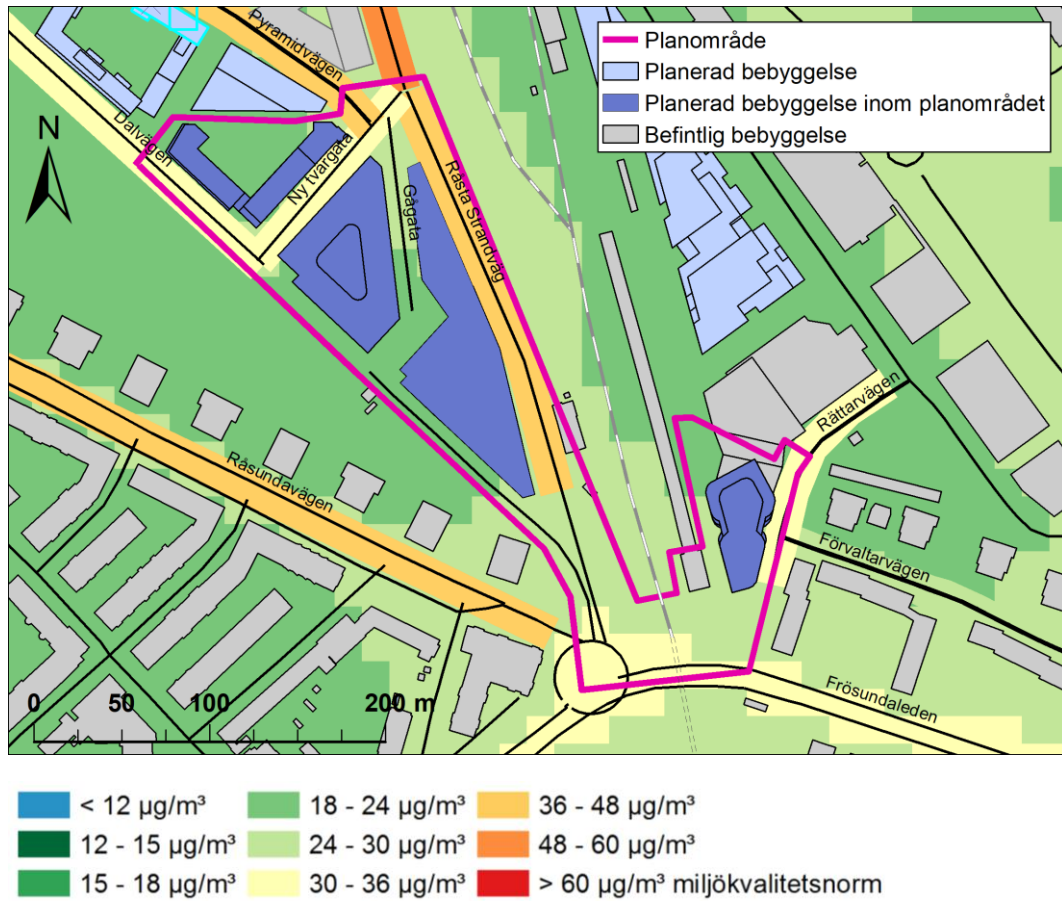 Pyramidvägen
Planområde
Planerad bebyggelse
Planerad bebyggelse inom planområdet
Befintlig bebyggelse
N
Dalvägen
Ny tvärgata
Gågata
Råsta Strandväg
Rättarvägen
Råsundavägen
Förvaltarvägen
0 50 100 200 m
Frösundaleden
< 12 µg/m³ 18 - 24 µg/m³ 36 - 48 µg/m³
12 - 15 µg/m³ 24 - 30 µg/m³ 48 - 60 µg/m³
15 - 18 µg/m³ 30 - 36 µg/m³ > 60 µg/m³ miljökvalitetsnorm